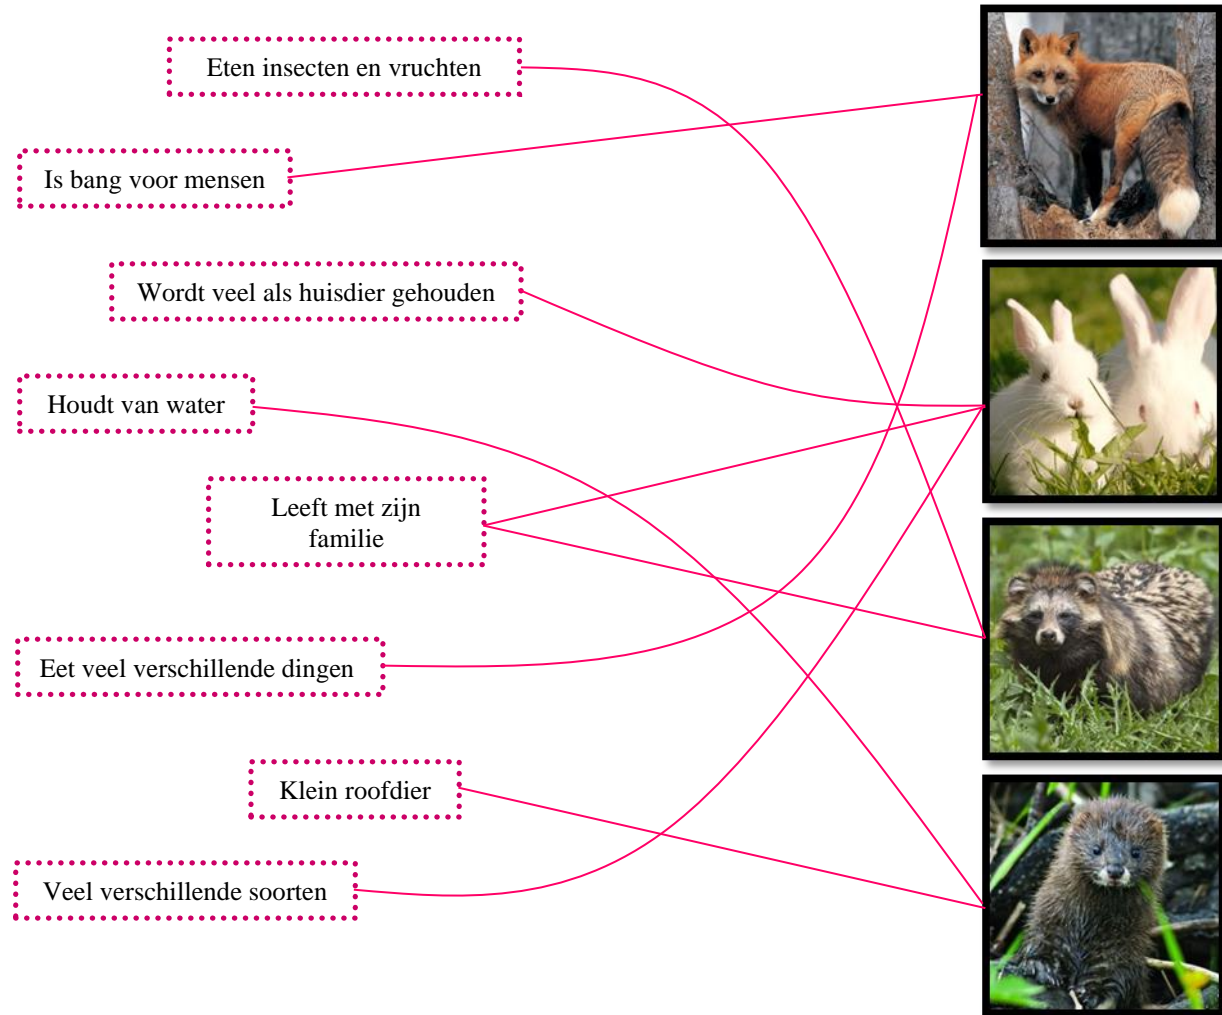 Eten insecten en vruchten
Is bang voor mensen
Wordt veel als huisdier gehouden
Houdt van water
Leeft met zijn
familie
Eet veel verschillende dingen
Klein roofdier
Veel verschillende soorten